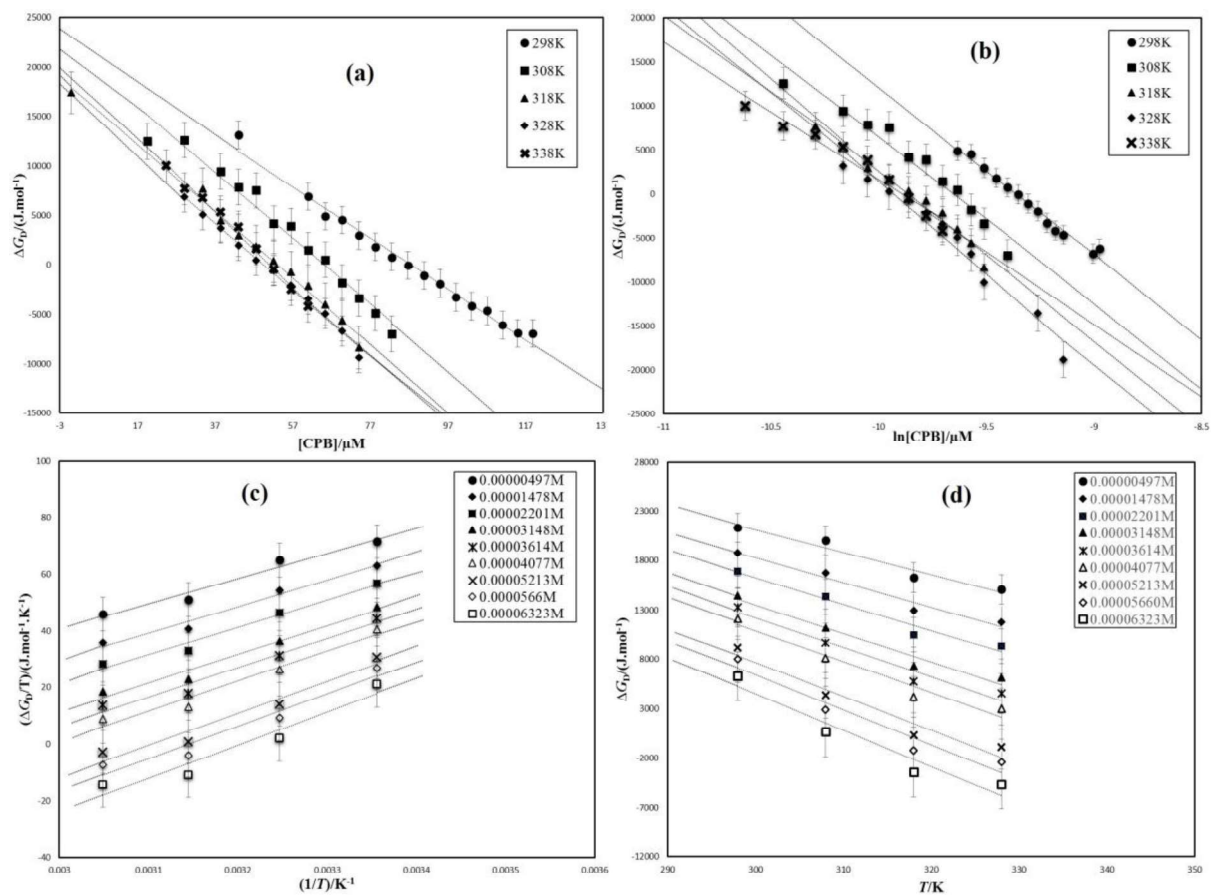 (a)
298K
308K
318K
328K
338K
25000
20000
15000
10000
5000
0
-5000
-10000
-15000
ΔG_D/(J.mol⁻¹)
-3 17 37 57 77 97 117 13
[CPB]/μM
(b)
298K
308K
318K
328K
338K
20000
15000
10000
5000
0
-5000
-10000
-15000
-20000
-25000
ΔG_D/(J.mol⁻¹)
-11 -10.5 -10 -9.5 -9 -8.5
ln[CPB]/μM
(c)
0.00000497M
0.00001478M
0.00002201M
0.00003148M
0.00003614M
0.00004077M
0.00005213M
0.0000566M
0.00006323M
100
80
60
40
20
0
-20
-40
(ΔG_D/T)/(J.mol⁻¹.K⁻¹)
0.003 0.0031 0.0032 0.0033 0.0034 0.0035 0.0036
(1/T)/K⁻¹
(d)
0.00000497M
0.00001478M
0.00002201M
0.00003148M
0.00003614M
0.00004077M
0.00005213M
0.00005660M
0.00006323M
28000
23000
18000
13000
8000
3000
-2000
-7000
-12000
ΔG_D/(J.mol⁻¹)
290 300 310 320 330 340 350
T/K